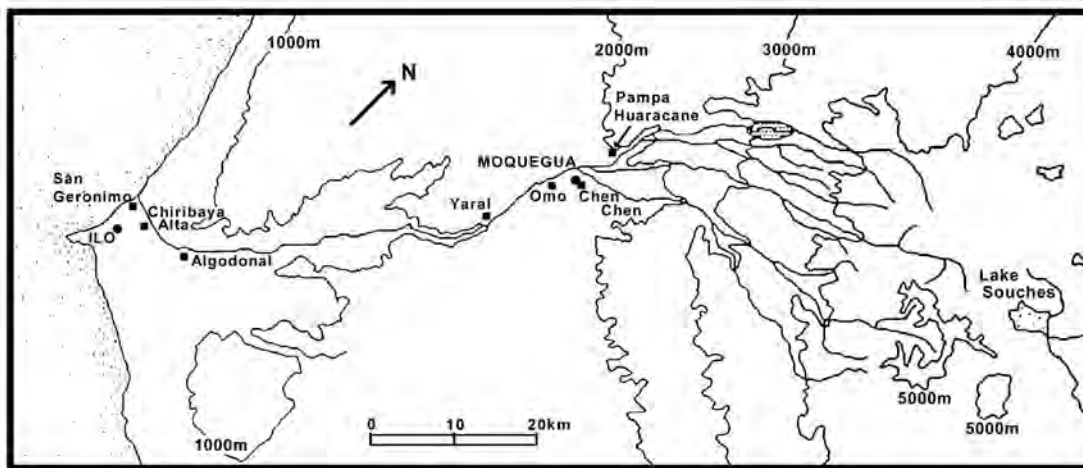 1000m
N
2000m
3000m
4000m
Pampa
Huaracane
MOQUEGUA
San
Geronimo
Chiribaya
Alta
ILO
Algodonal
Yaral
Omo
Chen
Chen
Lake
Souches
5000m
5000m
1000m
0 10 20km